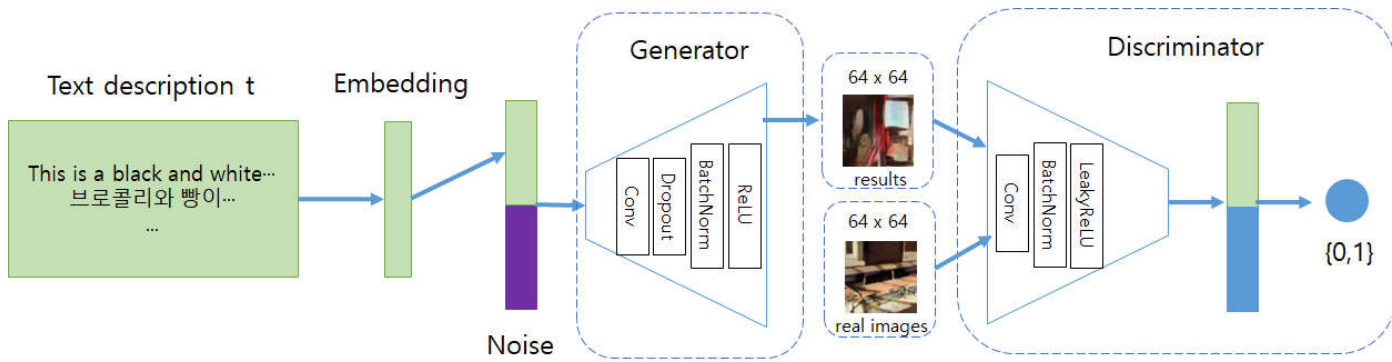 Text description t
This is a black and white…
브로콜리와 빵이…
...
Embedding
Noise
Generator
Conv
Dropout
BatchNorm
ReLU
64 x 64
results
64 x 64
real images
Discriminator
Conv
BatchNorm
LeakyReLU
{0,1}